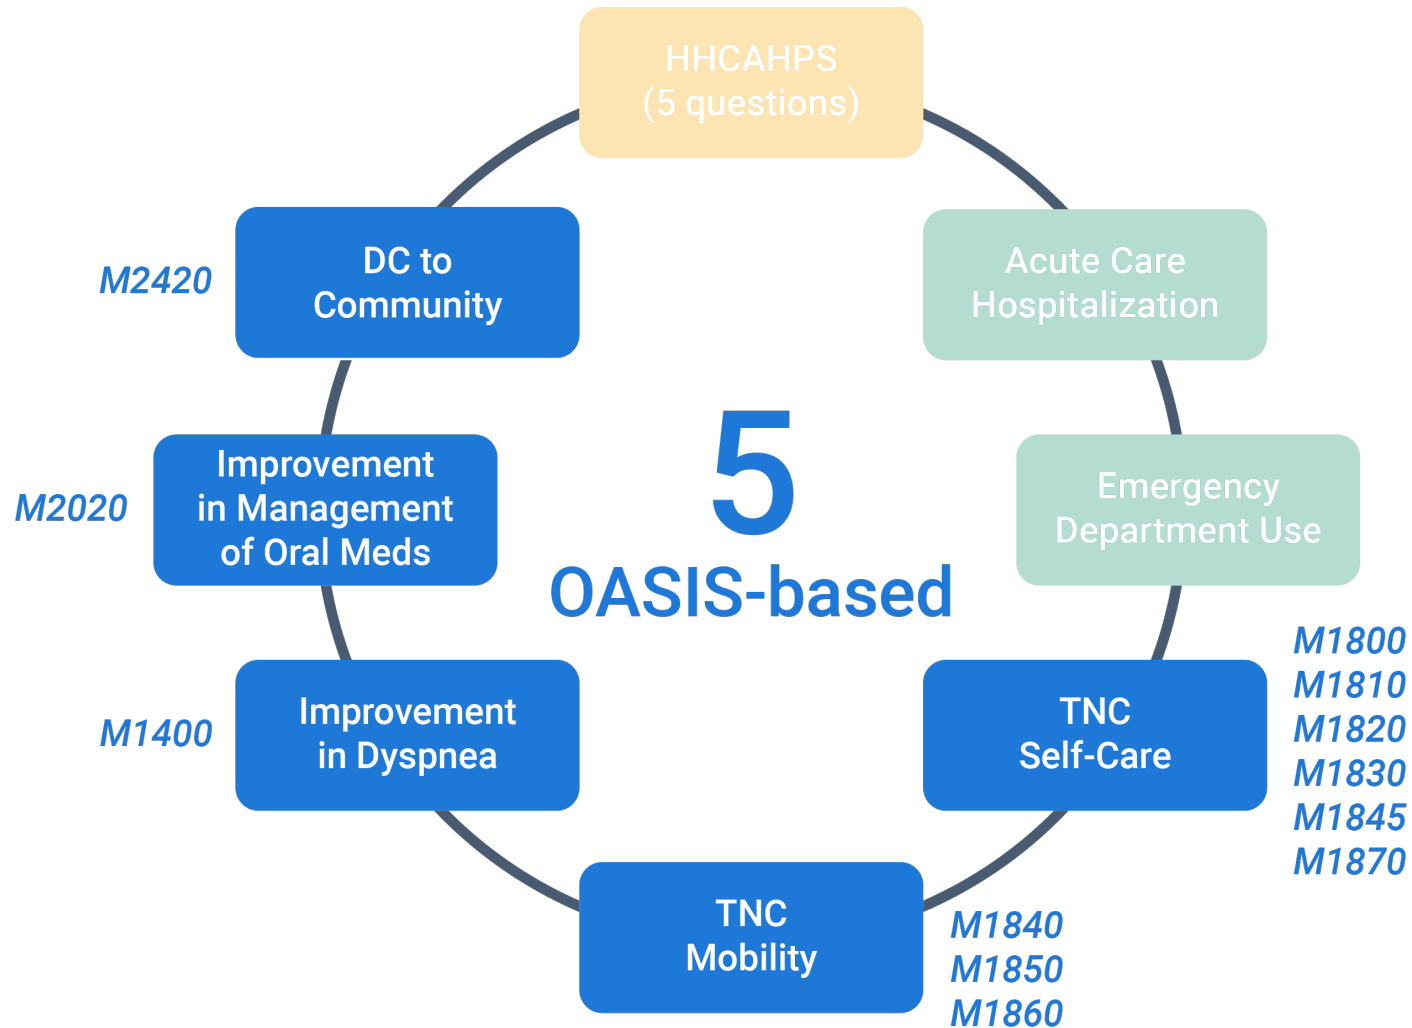 HHCAHPS
(5 questions)
DC to
Community
M2420
Acute Care
Hospitalization
Improvement
in Management
of Oral Meds
M2020
5
OASIS-based
Emergency
Department Use
Improvement
in Dyspnea
M1400
TNC
Self-Care
M1800
M1810
M1820
M1830
M1845
M1870
TNC
Mobility
M1840
M1850
M1860